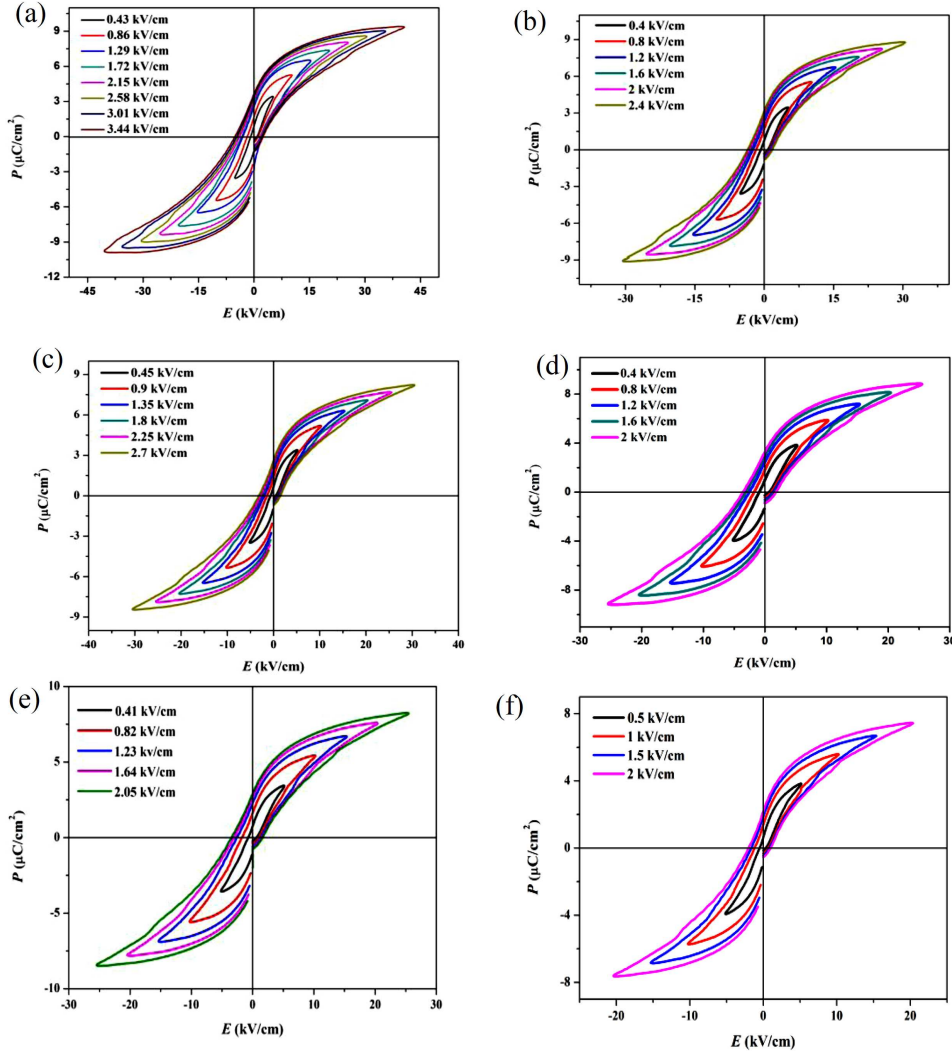 (a)
0.43 kV/cm
0.86 kV/cm
1.29 kV/cm
1.72 kV/cm
2.15 kV/cm
2.58 kV/cm
3.01 kV/cm
3.44 kV/cm
9
6
3
0
-3
-6
-9
-12
P (µC/cm²)
-45 -30 -15 0 15 30 45
E (kV/cm)
(b)
0.4 kV/cm
0.8 kV/cm
1.2 kV/cm
1.6 kV/cm
2 kV/cm
2.4 kV/cm
9
6
3
0
-3
-6
-9
P (µC/cm²)
-30 -15 0 15 30
E (kV/cm)
(c)
0.45 kV/cm
0.9 kV/cm
1.35 kV/cm
1.8 kV/cm
2.25 kV/cm
2.7 kV/cm
9
6
3
0
-3
-6
-9
P (µC/cm²)
-40 -30 -20 -10 0 10 20 30 40
E (kV/cm)
(d)
0.4 kV/cm
0.8 kV/cm
1.2 kV/cm
1.6 kV/cm
2 kV/cm
8
4
0
-4
-8
P (µC/cm²)
-30 -20 -10 0 10 20 30
E (kV/cm)
(e)
0.41 kV/cm
0.82 kV/cm
1.23 kv/cm
1.64 kV/cm
2.05 kV/cm
10
5
0
-5
-10
P (µC/cm²)
-30 -20 -10 0 10 20 30
E (kV/cm)
(f)
0.5 kV/cm
1 kV/cm
1.5 kV/cm
2 kV/cm
8
4
0
-4
-8
P (µC/cm²)
-20 -10 0 10 20
E (kV/cm)